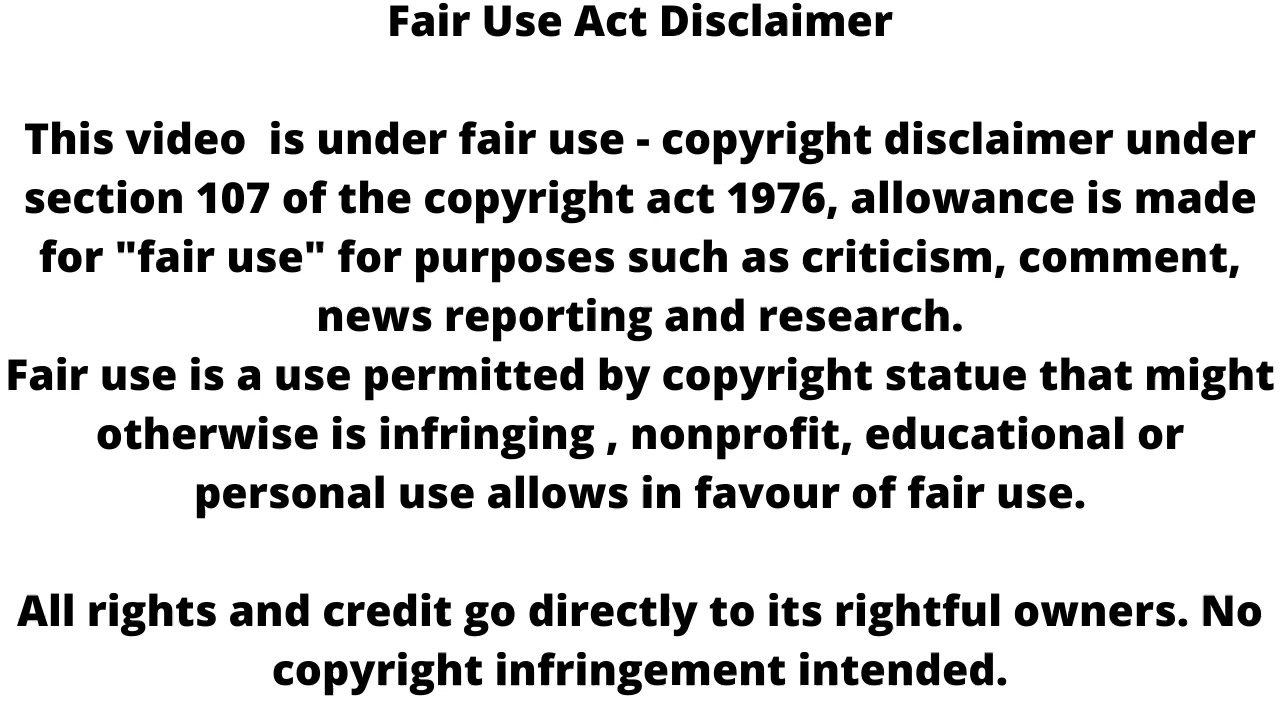 Fair Use Act Disclaimer
This video  is under fair use - copyright disclaimer under
section 107 of the copyright act 1976, allowance is made
for "fair use" for purposes such as criticism, comment,
news reporting and research.
Fair use is a use permitted by copyright statue that might
otherwise is infringing , nonprofit, educational or
personal use allows in favour of fair use.
All rights and credit go directly to its rightful owners. No
copyright infringement intended.